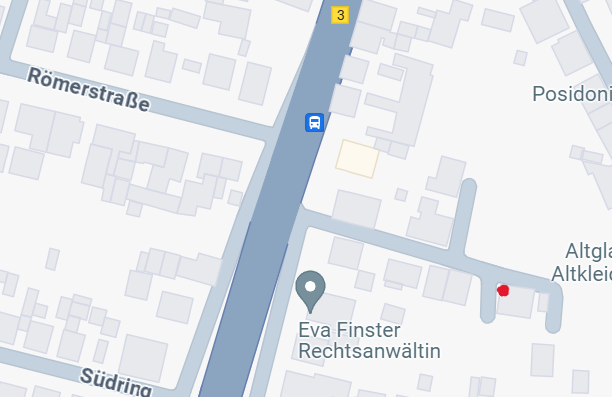 3
Römerstraße
Posidoni
Altgla
Altkleid
Eva Finster
Rechtsanwältin
Südring